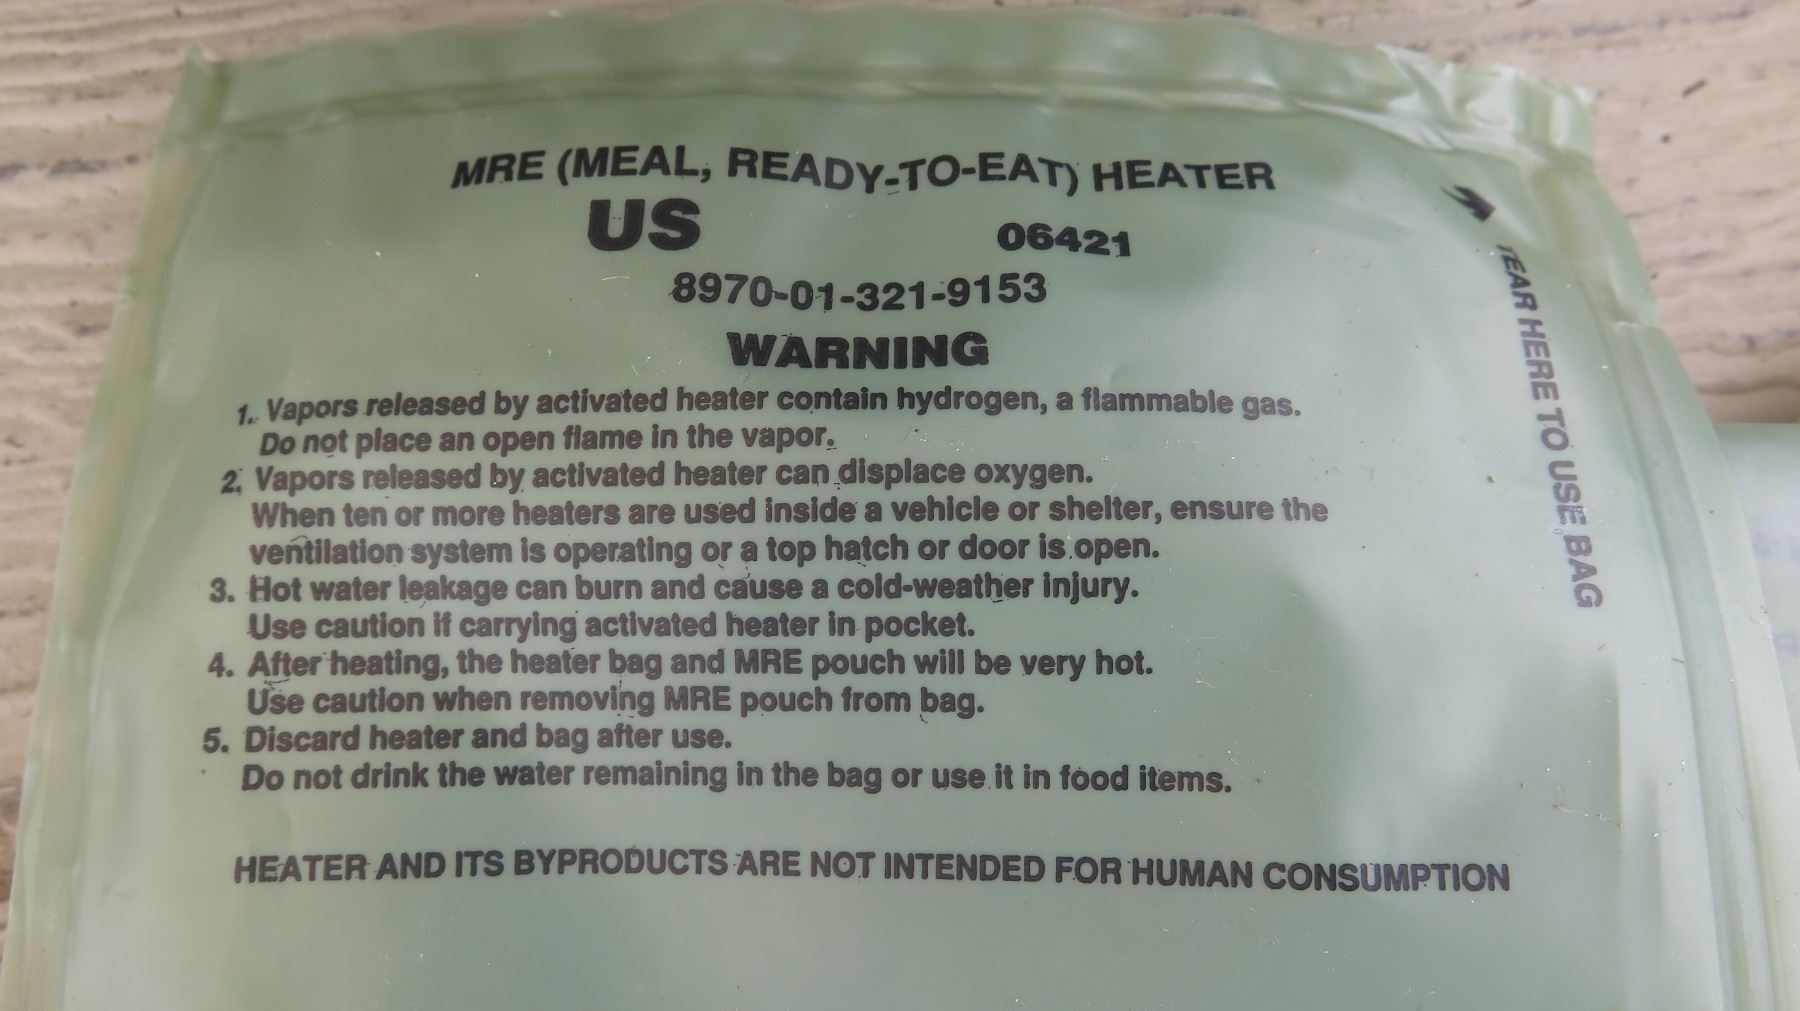 MRE (MEAL, READY-TO-EAT) HEATER
US 06421
8970-01-321-9153
WARNING
1. Vapors released by activated heater contain hydrogen, a flammable gas.
Do not place an open flame in the vapor.
2. Vapors released by activated heater can displace oxygen.
When ten or more heaters are used inside a vehicle or shelter, ensure the
ventilation system is operating or a top hatch or door is open.
3. Hot water leakage can burn and cause a cold-weather injury.
Use caution if carrying activated heater in pocket.
4. After heating, the heater bag and MRE pouch will be very hot.
Use caution when removing MRE pouch from bag.
5. Discard heater and bag after use.
Do not drink the water remaining in the bag or use it in food items.
HEATER AND ITS BYPRODUCTS ARE NOT INTENDED FOR HUMAN CONSUMPTION
TEAR HERE TO USE BAG